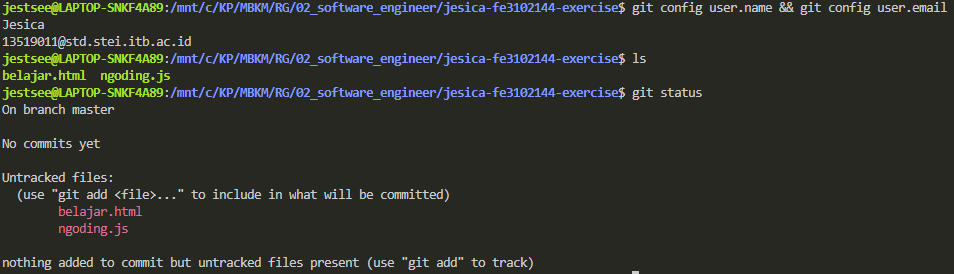 jestsee@LAPTOP-SNKF4A89:/mnt/c/KP/MBKM/RG/02_software_engineer/jesica-fe3102144-exercise$ git config user.name && git config user.email
Jesica
13519011@std.stei.itb.ac.id
jestsee@LAPTOP-SNKF4A89:/mnt/c/KP/MBKM/RG/02_software_engineer/jesica-fe3102144-exercise$ ls
belajar.html  ngoding.js
jestsee@LAPTOP-SNKF4A89:/mnt/c/KP/MBKM/RG/02_software_engineer/jesica-fe3102144-exercise$ git status
On branch master
No commits yet
Untracked files:
  (use "git add <file>..." to include in what will be committed)
        belajar.html
        ngoding.js
nothing added to commit but untracked files present (use "git add" to track)